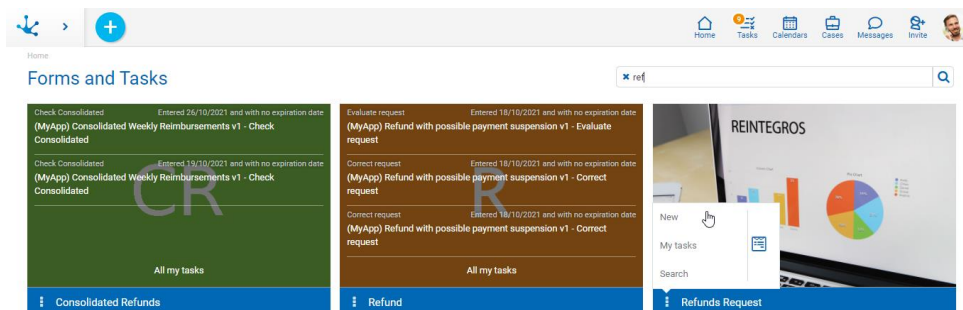 9
Home
Tasks
Calendars
Cases
Messages
Invite
Home
Forms and Tasks
ref
Check Consolidated
Entered 26/10/2021 and with no expiration date
(MyApp) Consolidated Weekly Reimbursements v1 - Check
Consolidated
Check Consolidated
Entered 19/10/2021 and with no expiration date
(MyApp) Consolidated Weekly Reimbursements v1 - Check
Consolidated
CR
All my tasks
Consolidated Refunds
Evaluate request
Entered 18/10/2021 and with no expiration date
(MyApp) Refund with possible payment suspension v1 - Evaluate
request
Correct request
Entered 18/10/2021 and with no expiration date
(MyApp) Refund with possible payment suspension v1 - Correct
request
R
Correct request
Entered 18/10/2021 and with no expiration date
(MyApp) Refund with possible payment suspension v1 - Correct
request
All my tasks
Refund
REINTEGROS
New
My tasks
Search
Refunds Request